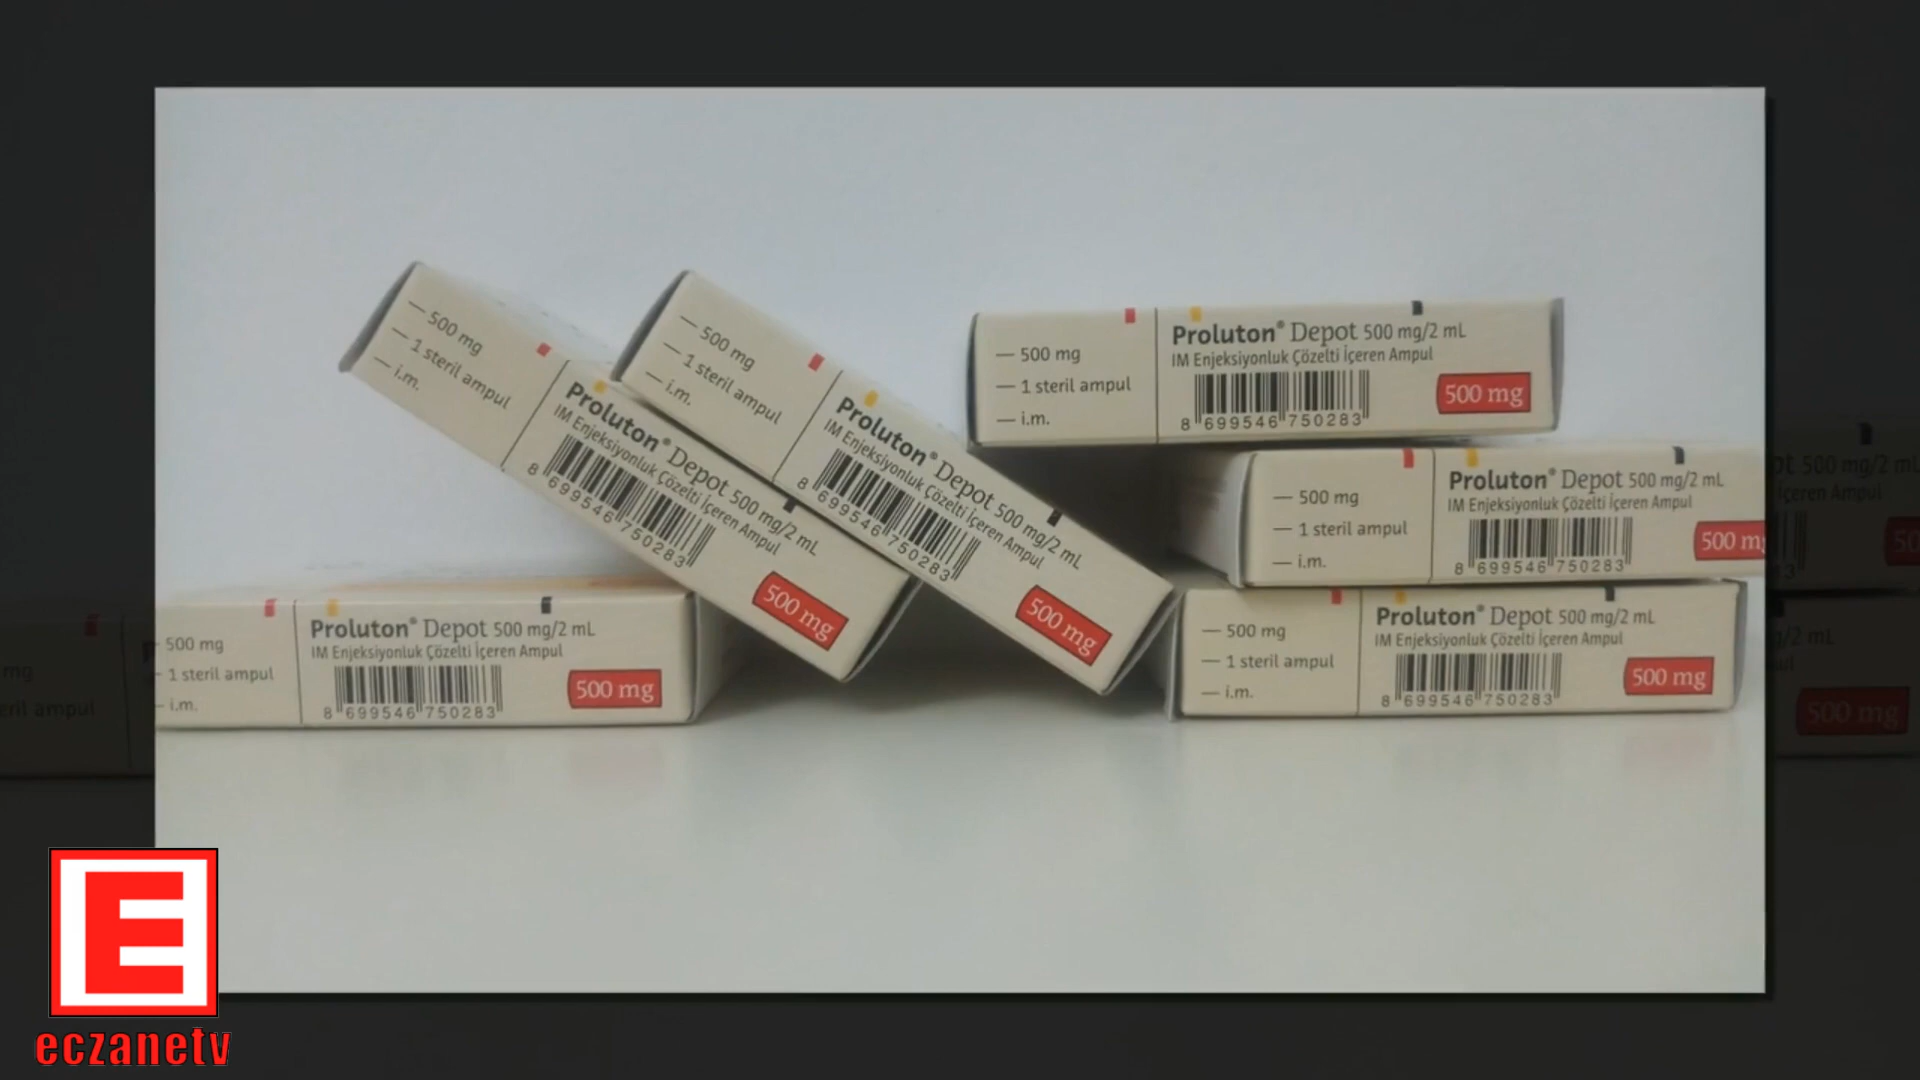 — 500 mg
— 1 steril ampul
— i.m.
Proluton® Depot 500 mg/2 mL
IM Enjeksiyonluk Çözelti İçeren Ampul
8 699546 750283
500 mg
— 500 mg
— 1 steril ampul
— i.m.
Proluton® Depot 500 mg/2 mL
IM Enjeksiyonluk Çözelti İçeren Ampul
8 699546 750283
500 mg
— 500 mg
— 1 steril ampul
— i.m.
Proluton® Depot 500 mg/2 mL
IM Enjeksiyonluk Çözelti İçeren Ampul
8 699546 750283
500 mg
— 500 mg
— 1 steril ampul
— i.m.
Proluton® Depot 500 mg/2 mL
IM Enjeksiyonluk Çözelti İçeren Ampul
8 699546 750283
500 mg
— 500 mg
— 1 steril ampul
— i.m.
Proluton® Depot 500 mg/2 mL
IM Enjeksiyonluk Çözelti İçeren Ampul
8 699546 750283
500 mg
— 500 mg
— 1 steril ampul
— i.m.
Proluton® Depot 500 mg/2 mL
IM Enjeksiyonluk Çözelti İçeren Ampul
8 699546 750283
500 mg
E
eczanetv